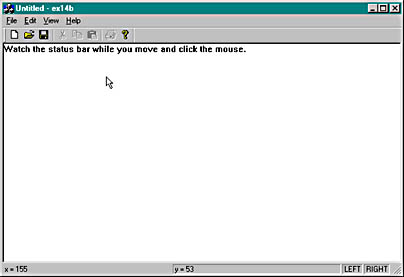 Untitled - ex14b
File Edit View Help
Watch the status bar while you move and click the mouse.
x = 155 y = 53 LEFT RIGHT